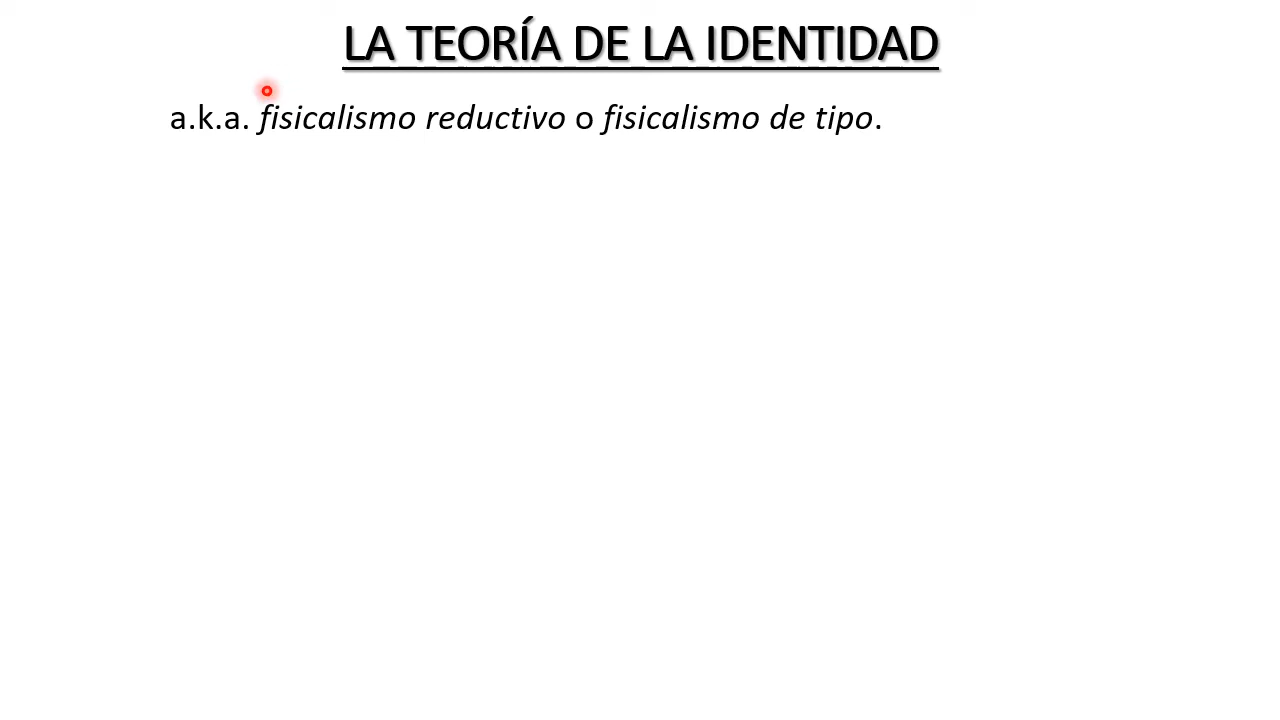 LA TEORÍA DE LA IDENTIDAD
a.k.a. fisicalismo reductivo o fisicalismo de tipo.